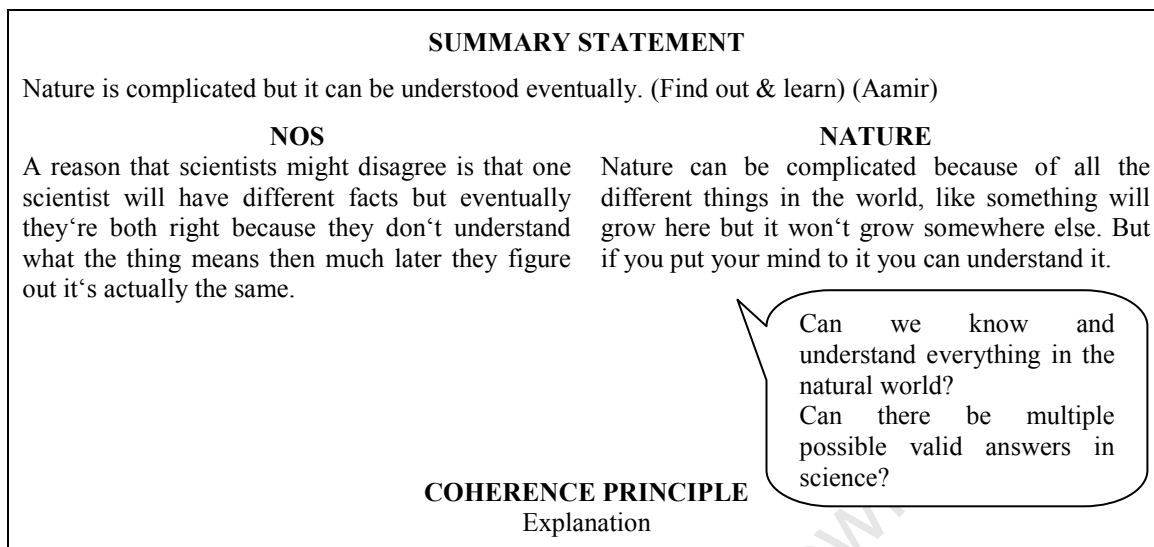 SUMMARY STATEMENT
Nature is complicated but it can be understood eventually. (Find out & learn) (Aamir)
NOS
A reason that scientists might disagree is that one
scientist will have different facts but eventually
they‘re both right because they don‘t understand
what the thing means then much later they figure
out it‘s actually the same.
NATURE
Nature can be complicated because of all the
different things in the world, like something will
grow here but it won‘t grow somewhere else. But
if you put your mind to it you can understand it.
Can we know and
understand everything in the
natural world?
Can there be multiple
possible valid answers in
science?
COHERENCE PRINCIPLE
Explanation